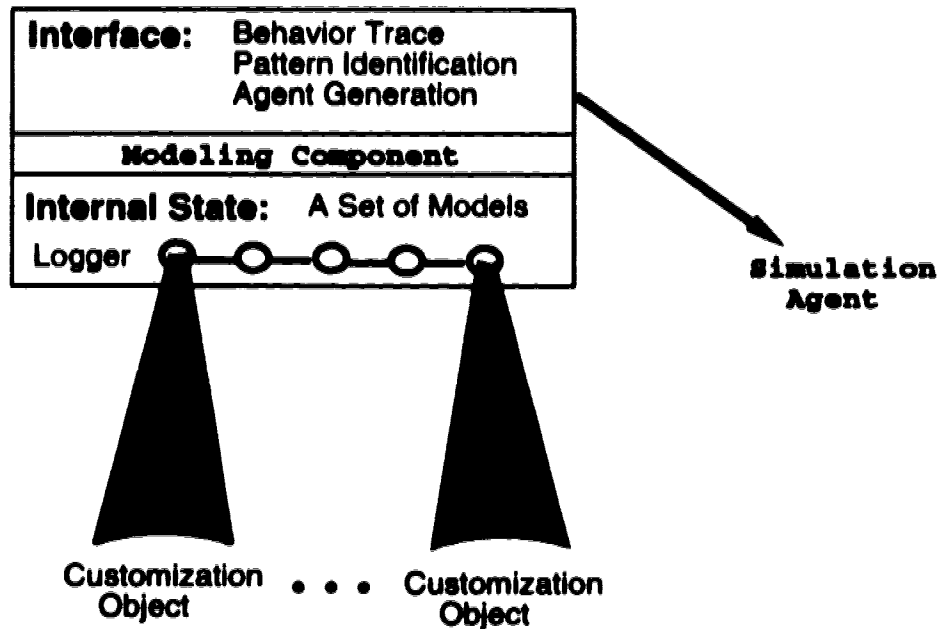 Interface: Behavior Trace
Pattern Identification
Agent Generation
Modeling Component
Internal State: A Set of Models
Logger
Simulation
Agent
Customization
Object
• • •
Customization
Object